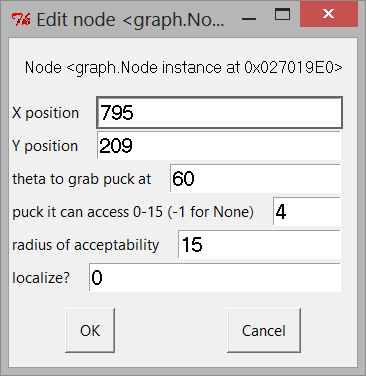 Edit node <graph.No...
Node <graph.Node instance at 0x027019E0>
X position 795
Y position 209
theta to grab puck at 60
puck it can access 0-15 (-1 for None) 4
radius of acceptability 15
localize? 0
OK Cancel